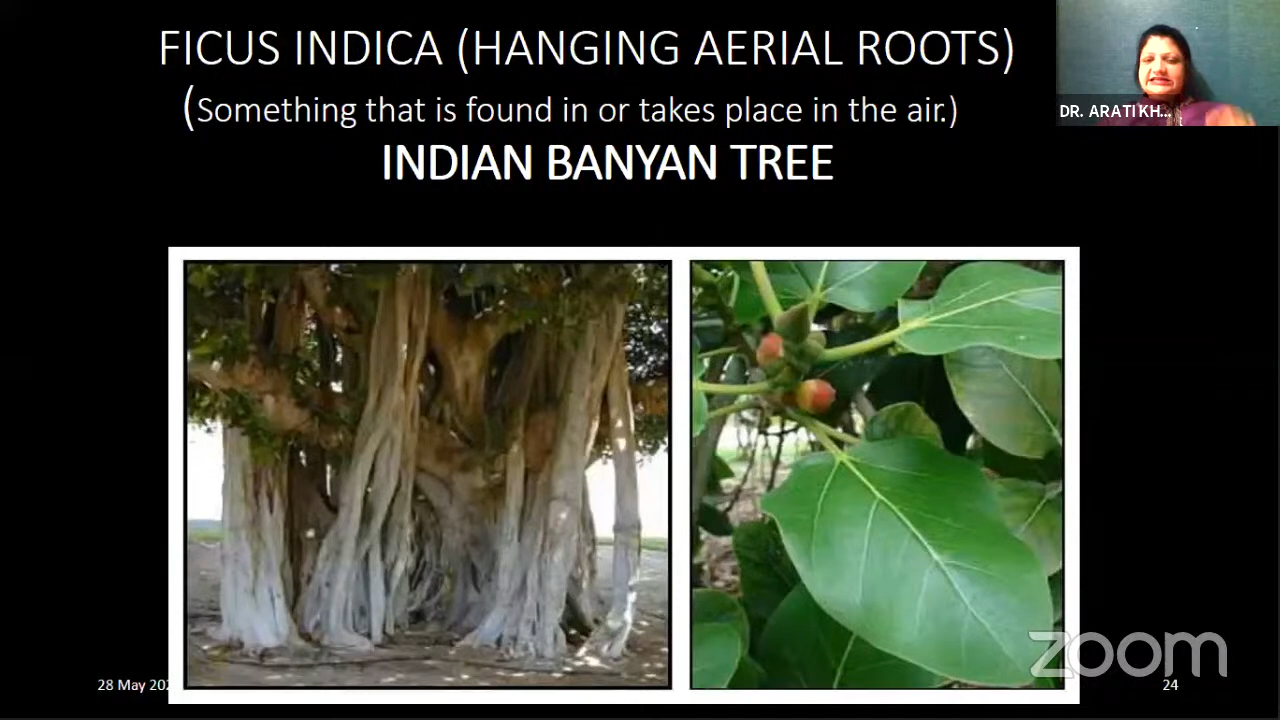 FICUS INDICA (HANGING AERIAL ROOTS)
(Something that is found in or takes place in the air.)
INDIAN BANYAN TREE
DR. ARATI KH...
28 May 202
zoom
24